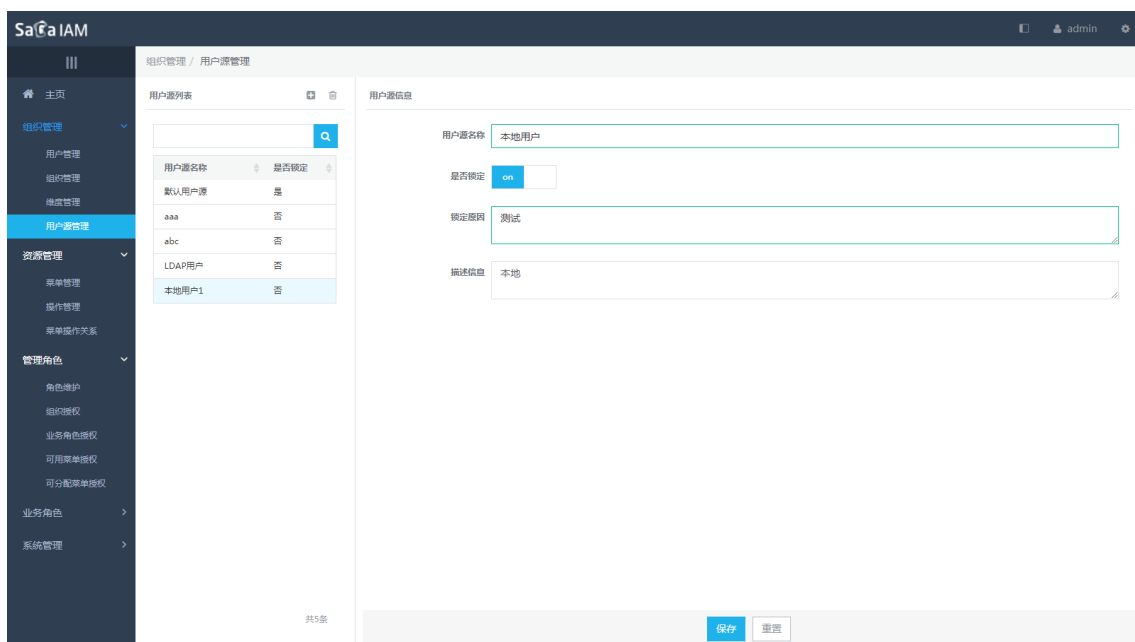 SaCa IAM
admin
组织管理 / 用户源管理
主页
组织管理
用户管理
组织管理
维度管理
用户源管理
资源管理
菜单管理
操作管理
菜单操作关系
管理角色
角色维护
组织授权
业务角色授权
可用菜单授权
可分配菜单授权
业务角色
系统管理
用户源列表
用户源名称 是否锁定
默认用户源 是
aaa 否
abc 否
LDAP用户 否
本地用户1 否
共5条
用户源信息
用户源名称 本地用户
是否锁定 on
锁定原因 测试
描述信息 本地
保存 重置